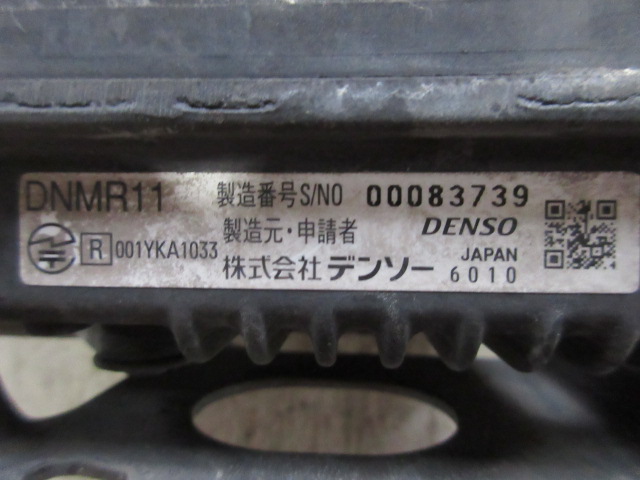 DNMR11 製造番号S/NO 00083739
製造元・申請者 DENSO
R 001YKA1033 JAPAN
株式会社デンソー 6010